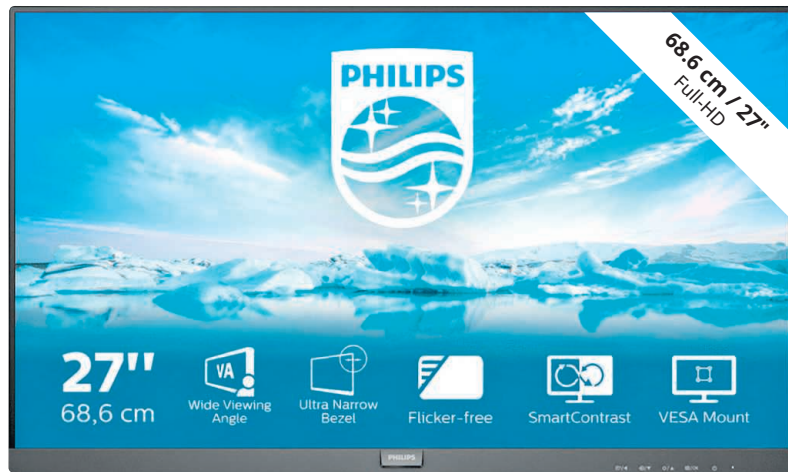 PHILIPS
68.6 cm / 27"
Full-HD
27"
68,6 cm
VA
Wide Viewing
Angle
Ultra Narrow
Bezel
Flicker-free
SmartContrast
VESA Mount
PHILIPS